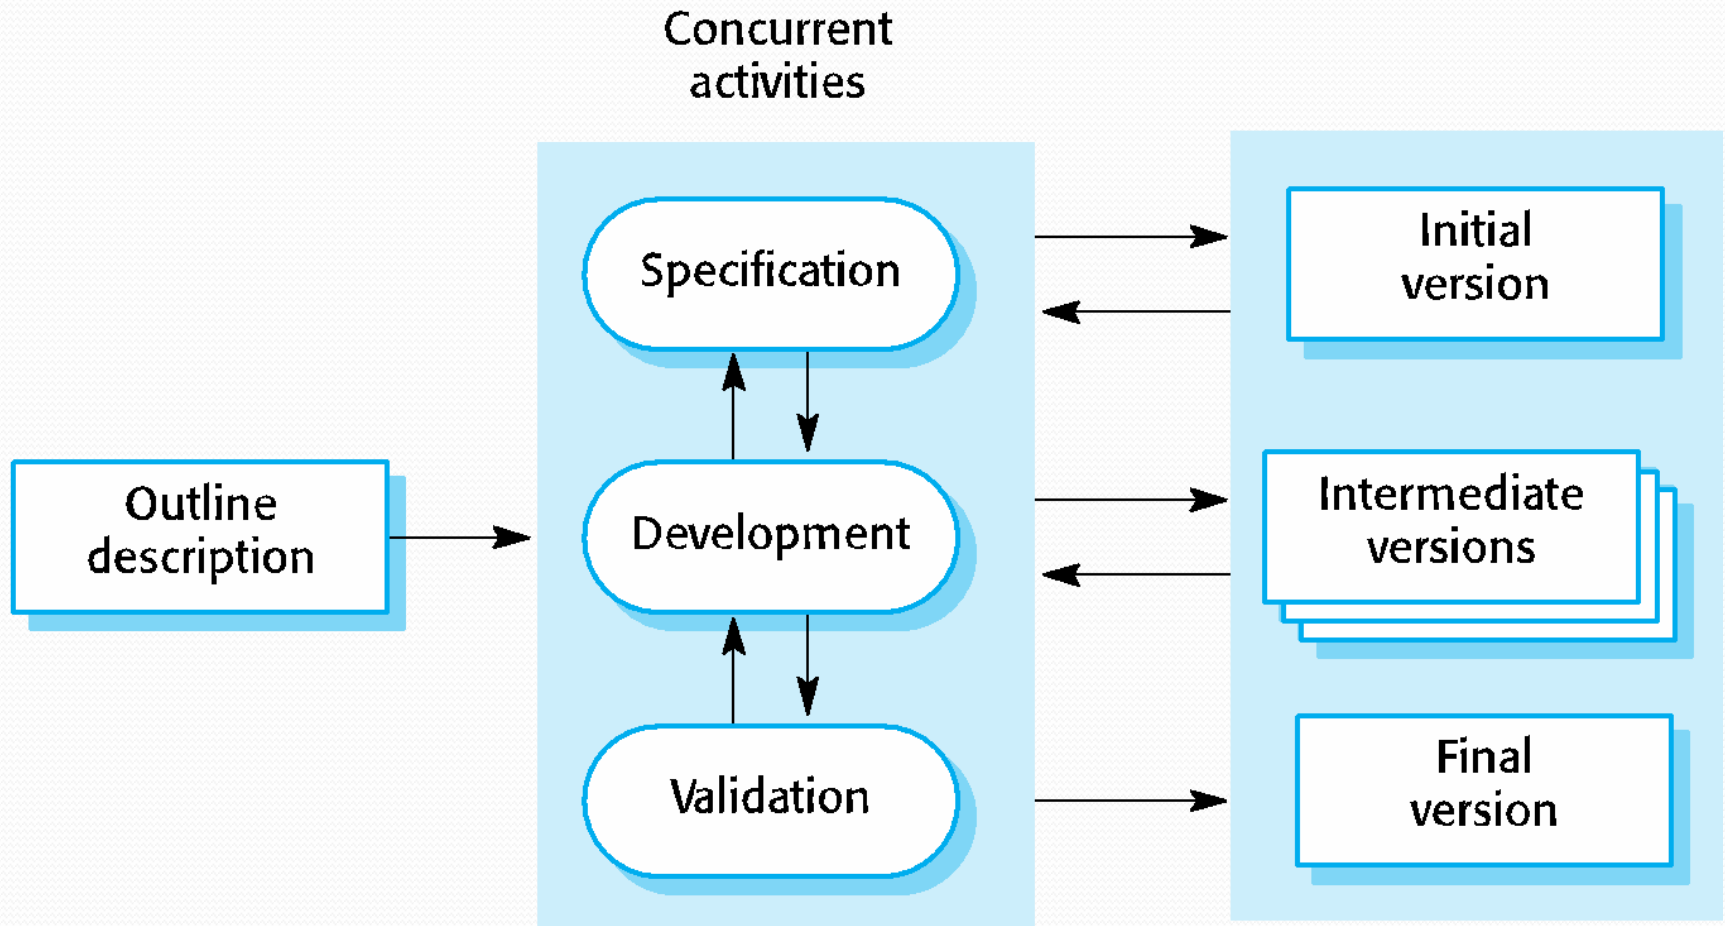 Concurrent
activities
Outline
description
Specification
Development
Validation
Initial
version
Intermediate
versions
Final
version